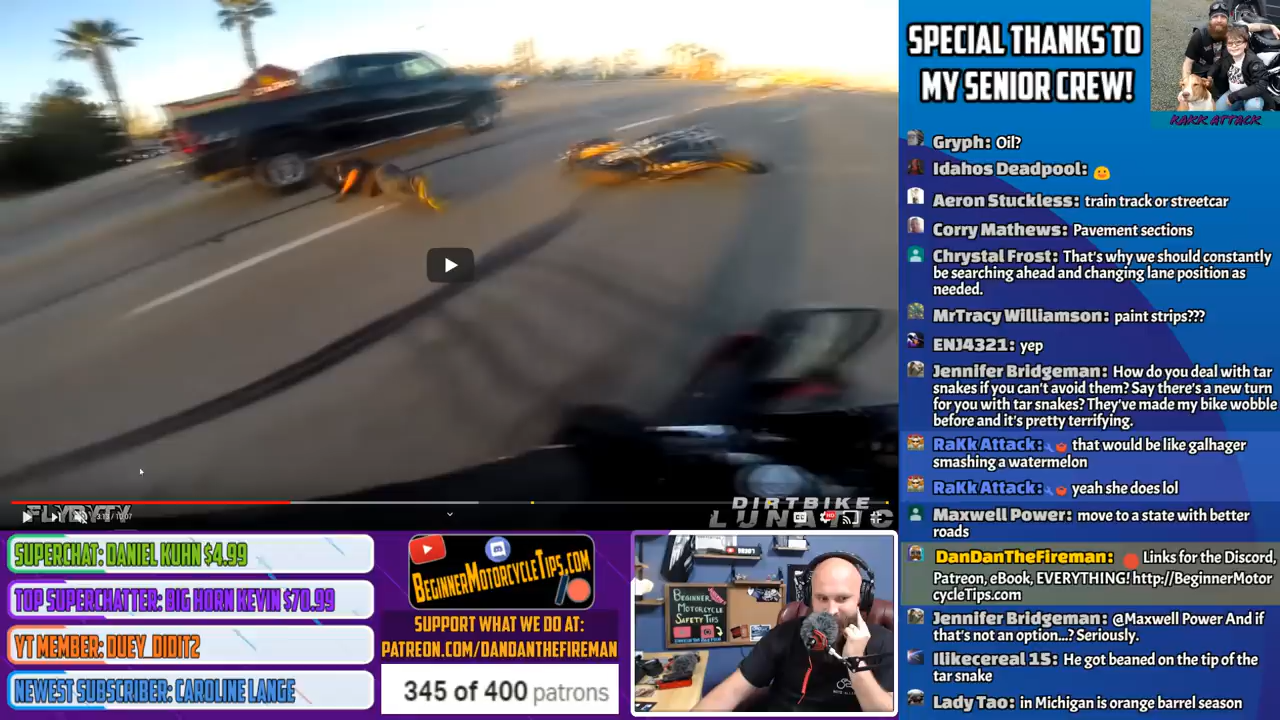 SPECIAL THANKS TO
MY SENIOR CREW!
RAKK ATTACK
Gryph: Oil?
Idahos Deadpool:
Aeron Stuckless: train track or streetcar
Corry Mathews: Pavement sections
Chrystal Frost: That's why we should constantly
be searching ahead and changing lane position as
needed.
MrTracy Williamson: paint strips???
ENJ4321: yep
Jennifer Bridgeman: How do you deal with tar
snakes if you can't avoid them? Say there's a new turn
for you with tar snakes? They've made my bike wobble
before and it's pretty terrifying.
RaKk Attack: that would be like galhager
smashing a watermelon
RaKk Attack: yeah she does lol
Maxwell Power: move to a state with better
roads
DanDanTheFireman: Links for the Discord,
Patreon, eBook, EVERYTHING! http://BeginnerMotor
cycleTips.com
Jennifer Bridgeman: @Maxwell Power And if
that's not an option...? Seriously.
Ilikecereal 15: He got beaned on the tip of the
tar snake
Lady Tao: in Michigan is orange barrel season
FLYBYTY
DIRTBIKE
LUNATIC
SUPERCHAT: DANIEL KUHN $4.99
TOP SUPERCHATTER: BIG HORN KEVIN $70.99
YT MEMBER: DUEY_DIDIT2
NEWEST SUBSCRIBER: CAROLINE LANGE
BEGINNERMOTORCYCLETIPS.COM
SUPPORT WHAT WE DO AT:
PATREON.COM/DANDANTHEFIREMAN
345 of 400 patrons
BEGINNER
MOTORCYCLE
SAFETY TIPS